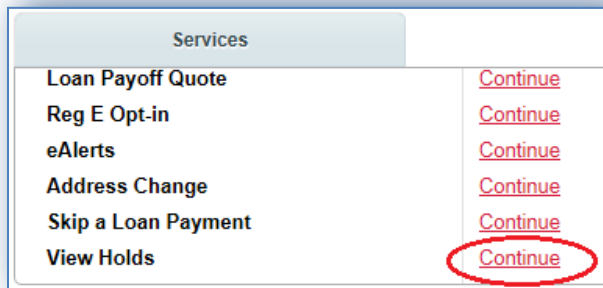 Services
Loan Payoff Quote Continue
Reg E Opt-in Continue
eAlerts Continue
Address Change Continue
Skip a Loan Payment Continue
View Holds Continue